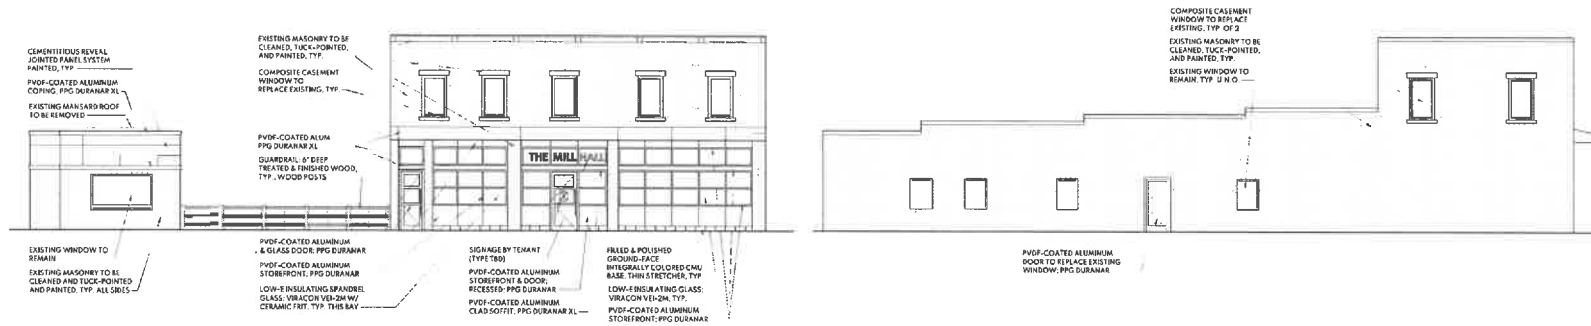 CEMENTITIOUS REVEAL
JOINTED PANEL SYSTEM
PAINTED, TYP
PVDF-COATED ALUMINUM
COPING, PPG DURANAR XL
EXISTING MANSARD ROOF
TO BE REMOVED
EXISTING MASONRY TO BE
CLEANED, TUCK-POINTED,
AND PAINTED, TYP.
COMPOSITE CASEMENT
WINDOW TO
REPLACE EXISTING, TYP.
PVDF-COATED ALUM
PPG DURANAR XL
GUARDRAIL: 6" DEEP
TREATED & FINISHED WOOD,
TYP., WOOD POSTS
THE MILL HALL
EXISTING WINDOW TO
REMAIN
EXISTING MASONRY TO BE
CLEANED AND TUCK-POINTED
AND PAINTED, TYP. ALL SIDES
PVDF-COATED ALUMINUM
& GLASS DOOR; PPG DURANAR
PVDF-COATED ALUMINUM
STOREFRONT; PPG DURANAR
LOW-E INSULATING SPANDREL
GLASS: VIRACON VE1-2M W/
CERAMIC FRIT, TYP. THIS BAY
SIGNAGE BY TENANT
(TYPE TBD)
PVDF-COATED ALUMINUM
STOREFRONT & DOOR;
RECESSED; PPG DURANAR
PVDF-COATED ALUMINUM
CLAD SOFFIT; PPG DURANAR XL
FILLED & POLISHED
GROUND-FACE
INTEGRALLY COLORED CMU
BASE, THIN STRETCHER, TYP
LOW-E INSULATING GLASS:
VIRACON VE1-2M, TYP.
PVDF-COATED ALUMINUM
STOREFRONT; PPG DURANAR
COMPOSITE CASEMENT
WINDOW TO REPLACE
EXISTING, TYP OF 2
EXISTING MASONRY TO BE
CLEANED, TUCK-POINTED,
AND PAINTED, TYP.
EXISTING WINDOW TO
REMAIN, TYP U.N.O.
PVDF-COATED ALUMINUM
DOOR TO REPLACE EXISTING
WINDOW; PPG DURANAR